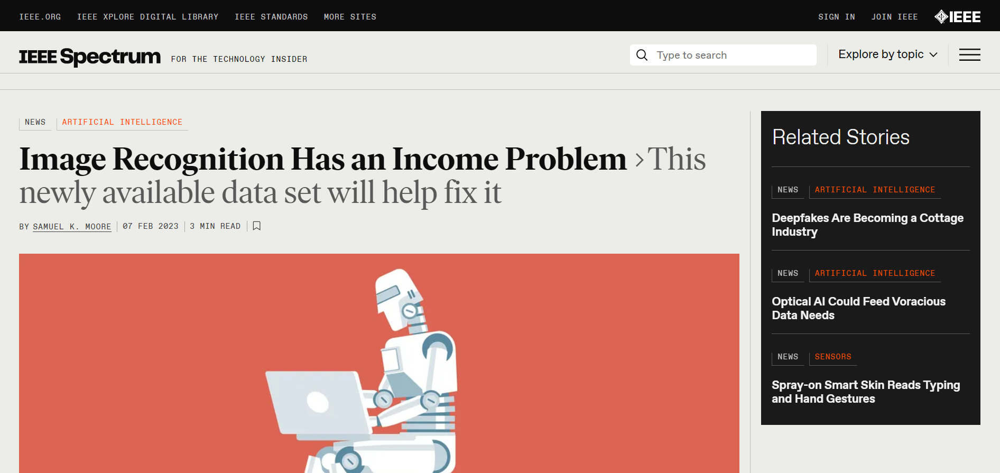 IEEE.ORG IEEE XPLORE DIGITAL LIBRARY IEEE STANDARDS MORE SITES SIGN IN JOIN IEEE IEEE
IEEE Spectrum FOR THE TECHNOLOGY INSIDER Type to search Explore by topic
NEWS ARTIFICIAL INTELLIGENCE
Image Recognition Has an Income Problem › This
newly available data set will help fix it
BY SAMUEL K. MOORE 07 FEB 2023 3 MIN READ
Related Stories
NEWS ARTIFICIAL INTELLIGENCE
Deepfakes Are Becoming a Cottage
Industry
NEWS ARTIFICIAL INTELLIGENCE
Optical AI Could Feed Voracious
Data Needs
NEWS SENSORS
Spray-on Smart Skin Reads Typing
and Hand Gestures